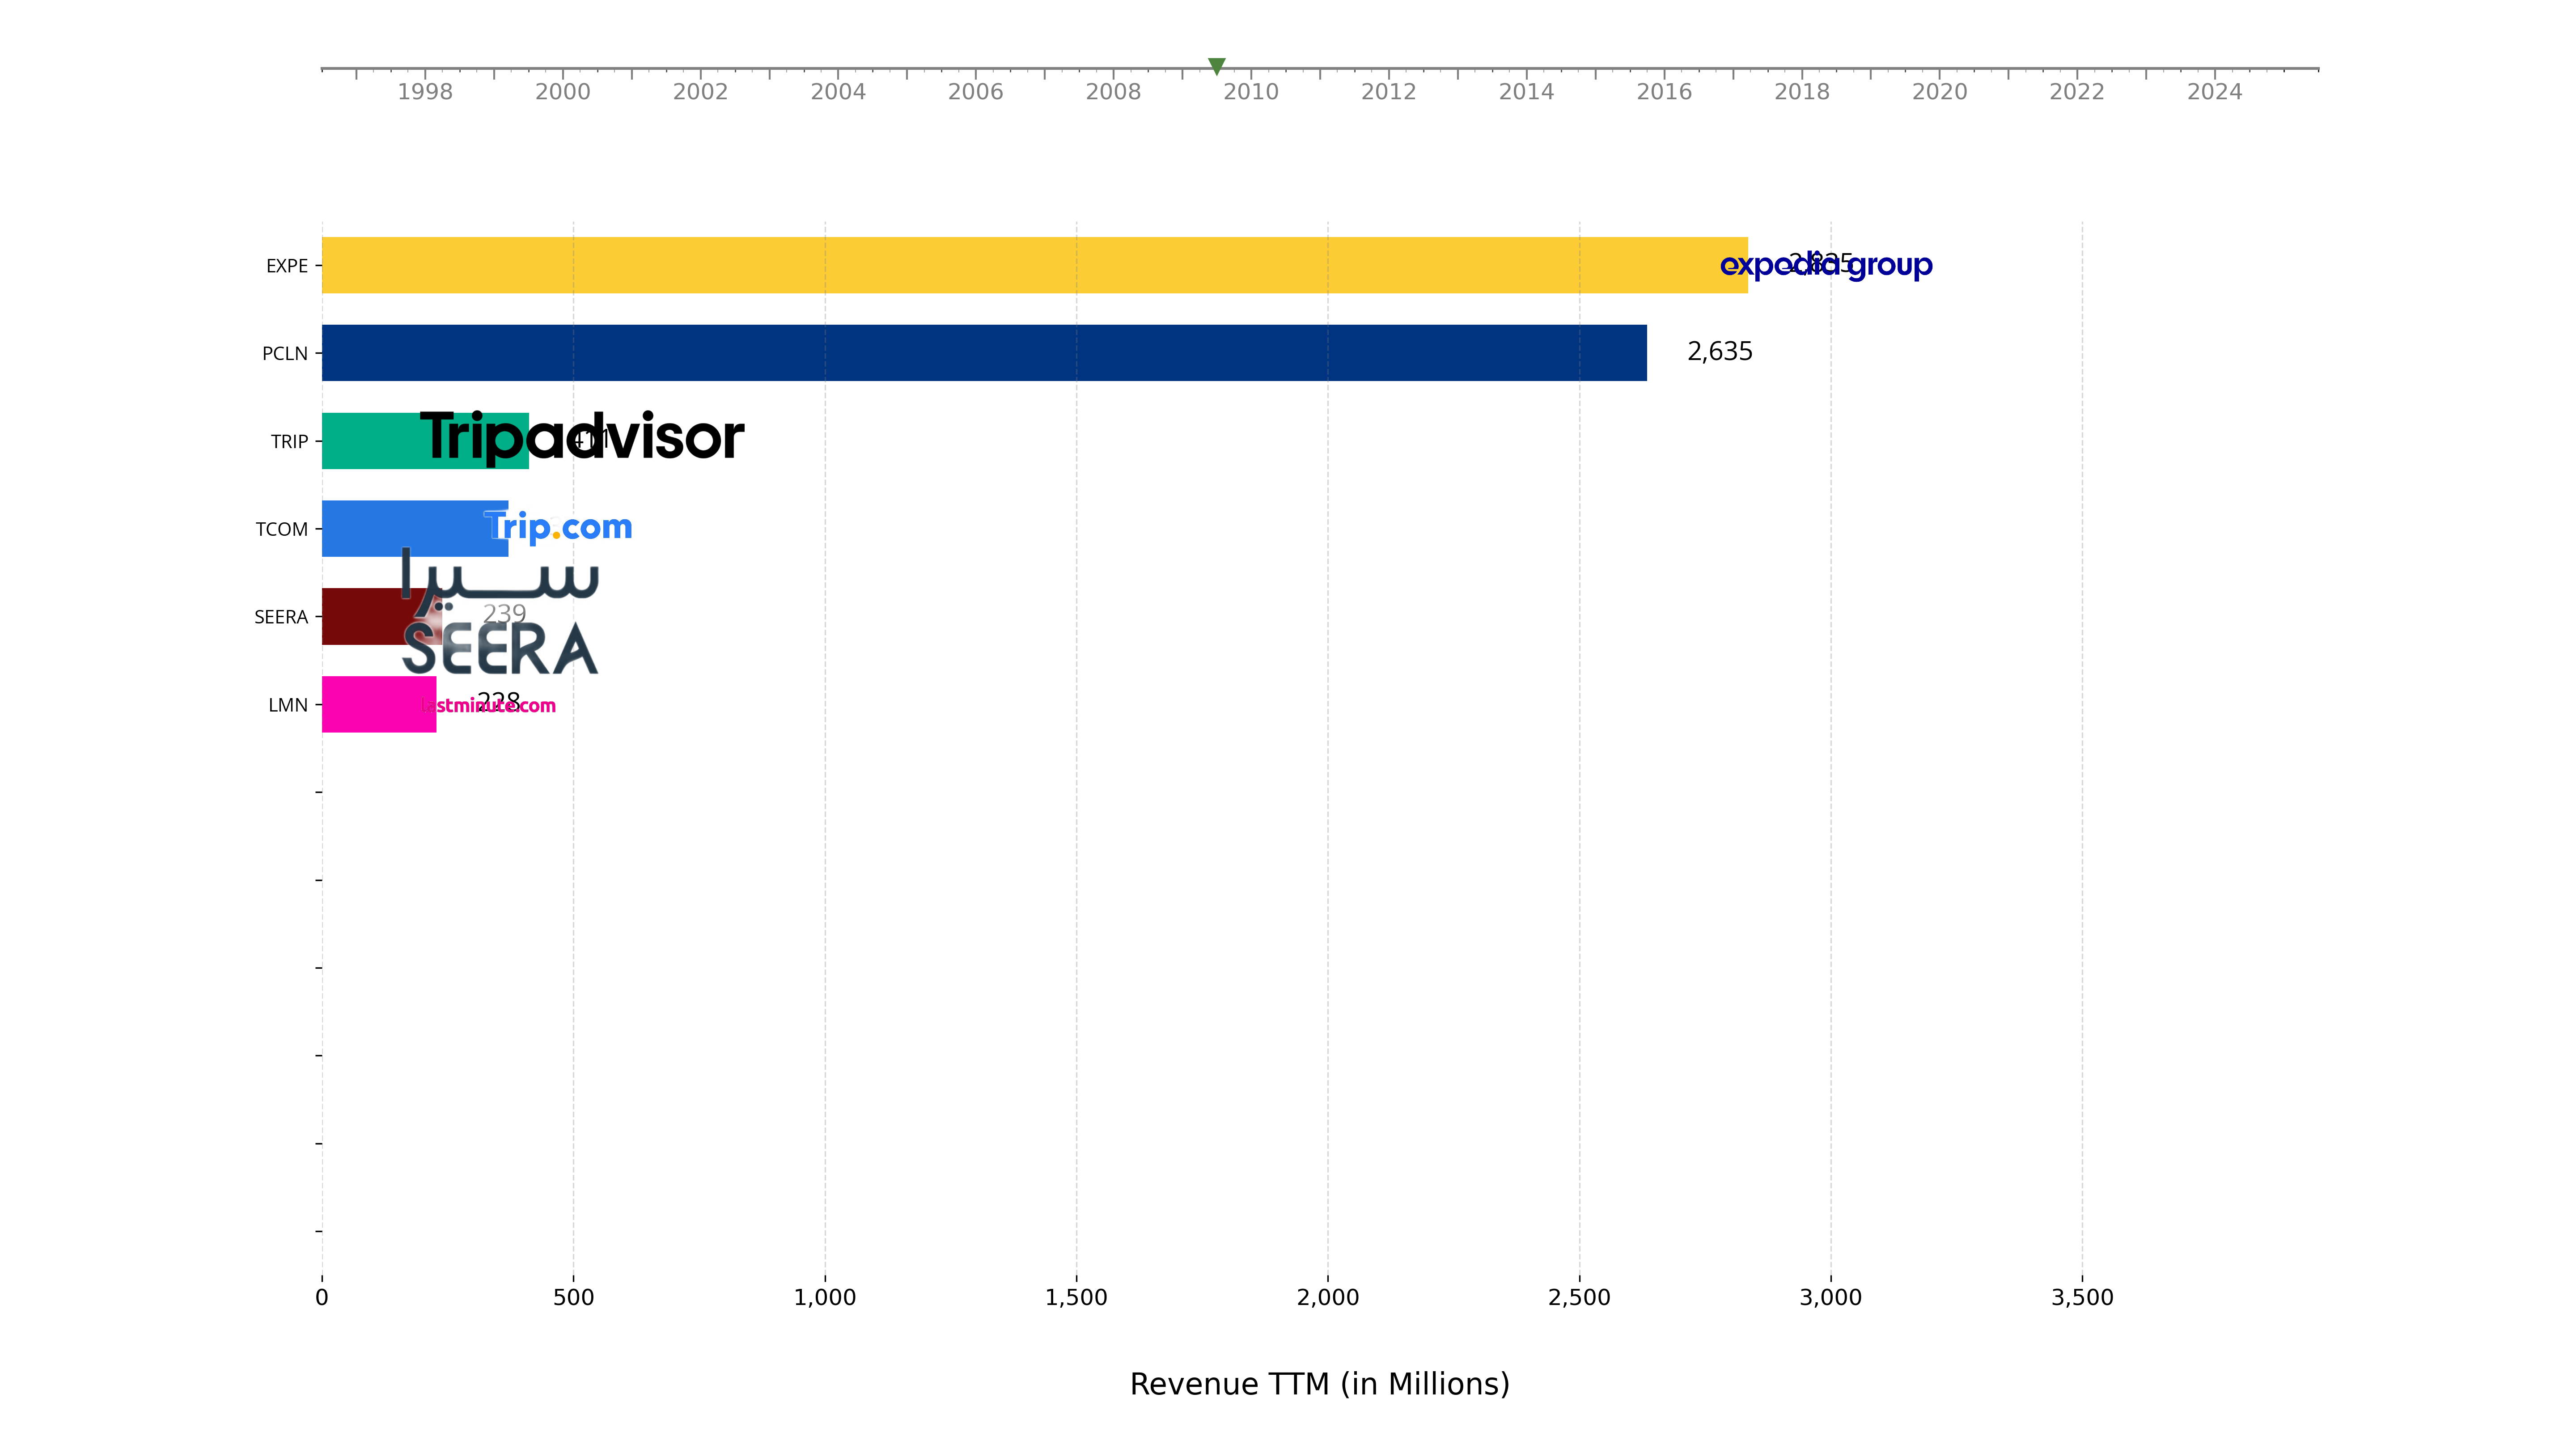 1998 2000 2002 2004 2006 2008 2010 2012 2014 2016 2018 2020 2022 2024
EXPE expedia group
PCLN 2,635
TRIP Tripadvisor 411
TCOM Trip.com
سيرا
SEERA 239
SEERA
LMN lastminute.com 228
0 500 1,000 1,500 2,000 2,500 3,000 3,500
Revenue TTM (in Millions)